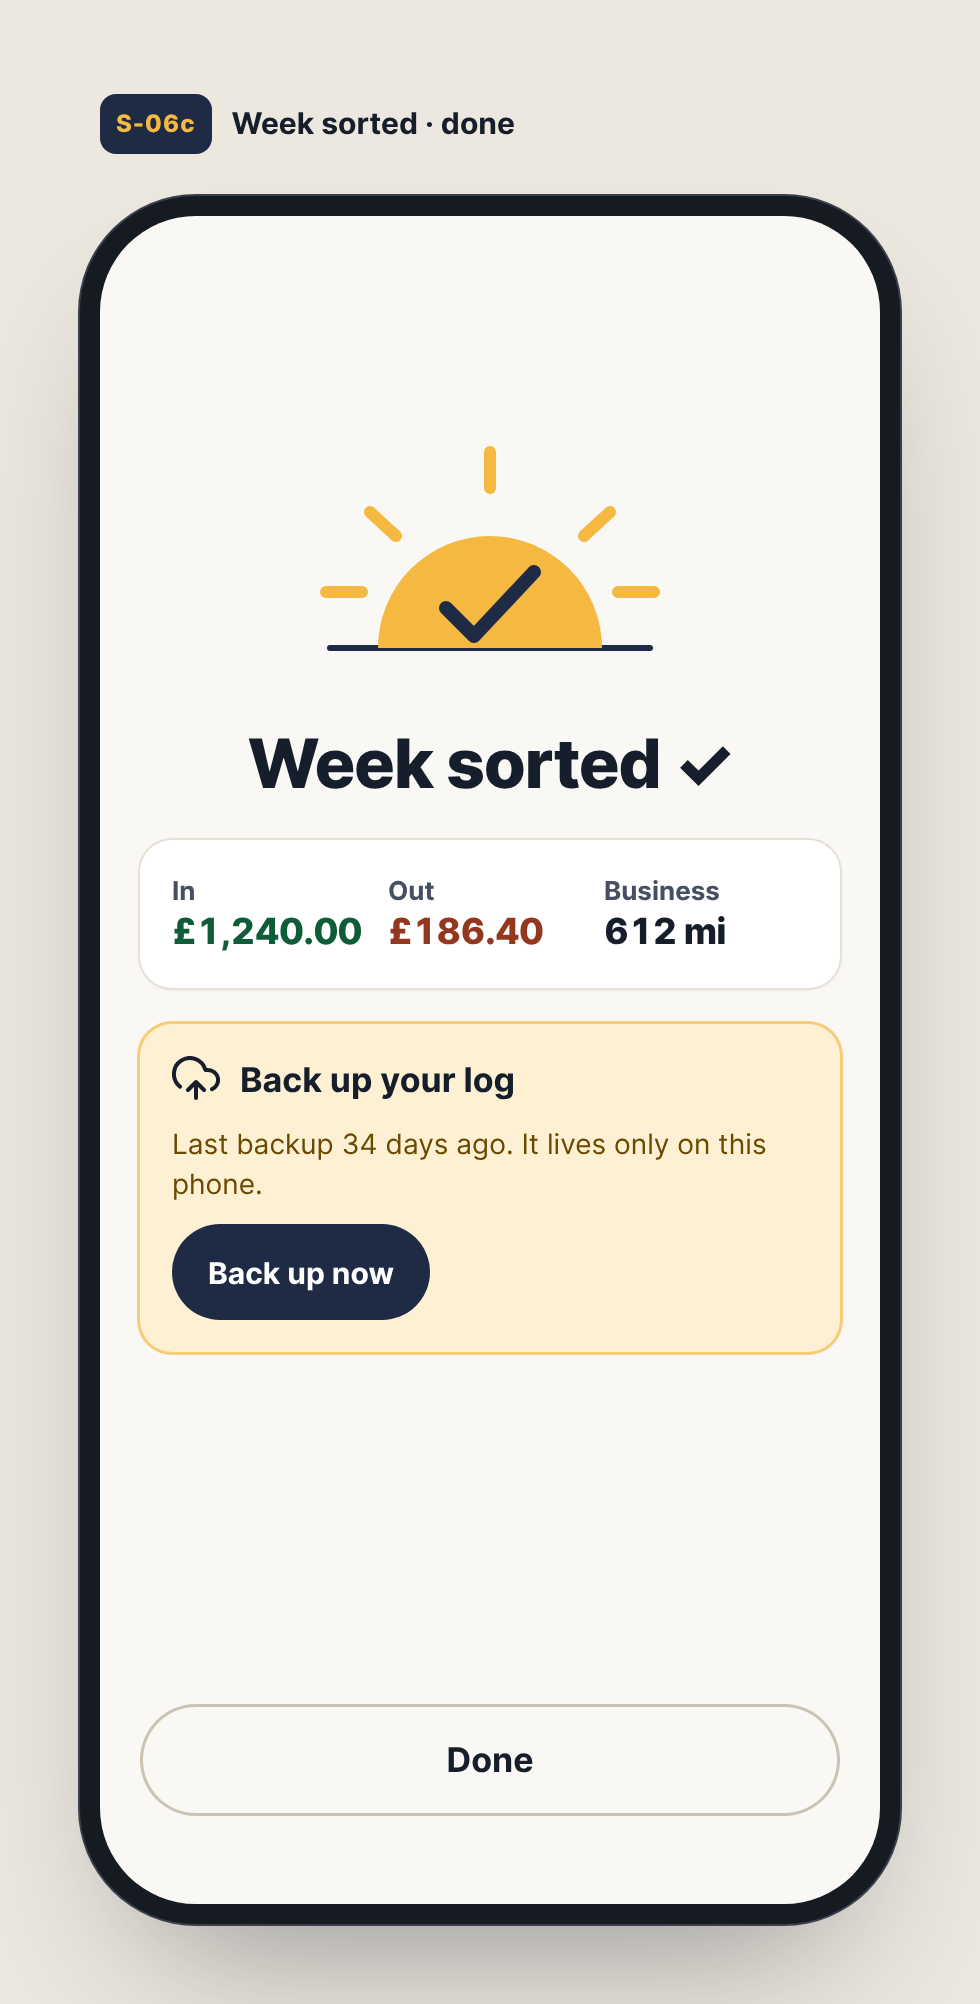 S-06c Week sorted · done
Week sorted ✓
In Out Business
£1,240.00 £186.40 612 mi
Back up your log
Last backup 34 days ago. It lives only on this
phone.
Back up now
Done